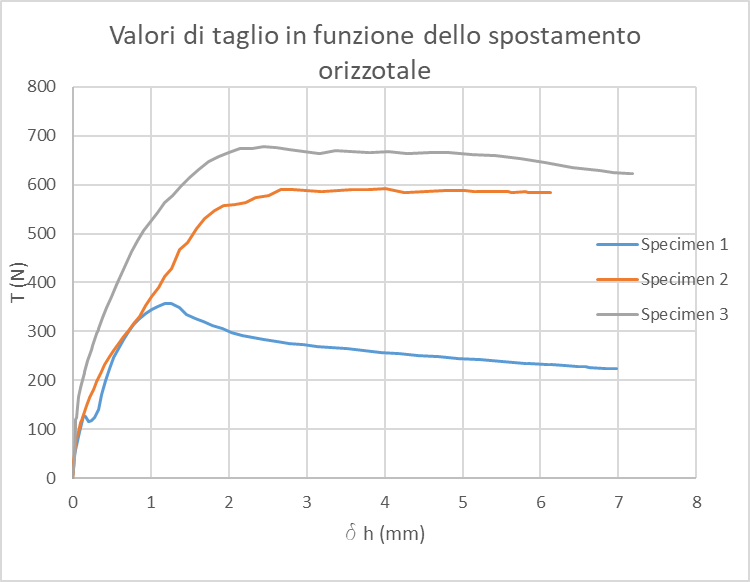 Valori di taglio in funzione dello spostamento
orizzotale
800
700
600
500
400
300
200
100
0
T (N)
0 1 2 3 4 5 6 7 8
δ h (mm)
Specimen 1
Specimen 2
Specimen 3